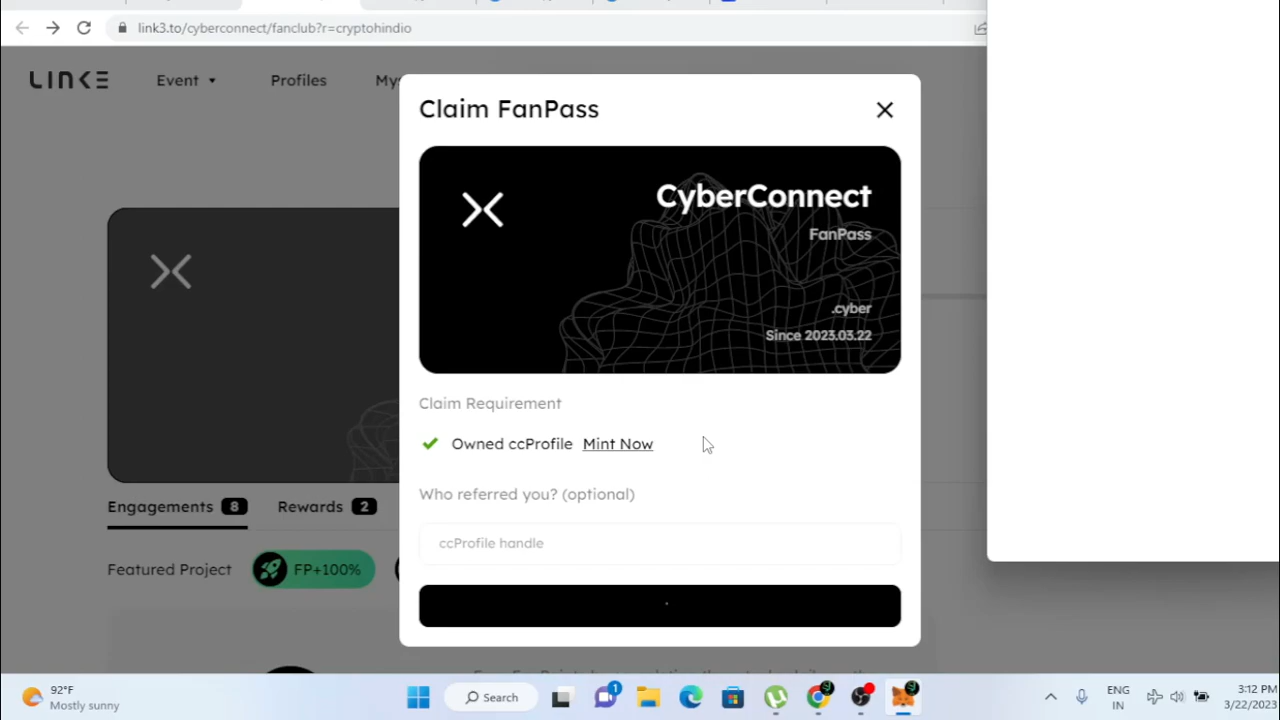 link3.to/cyberconnect/fanclub?r=cryptohindio
LINK3
Event
Profiles
Claim FanPass
CyberConnect
FanPass
.cyber
Since 2023.03.22
Claim Requirement
Owned ccProfile Mint Now
Who referred you? (optional)
ccProfile handle
Engagements 8
Rewards 2
Featured Project
FP+100%
92°F
Mostly sunny
Search
1
ENG
IN
3:12 PM
3/22/2023